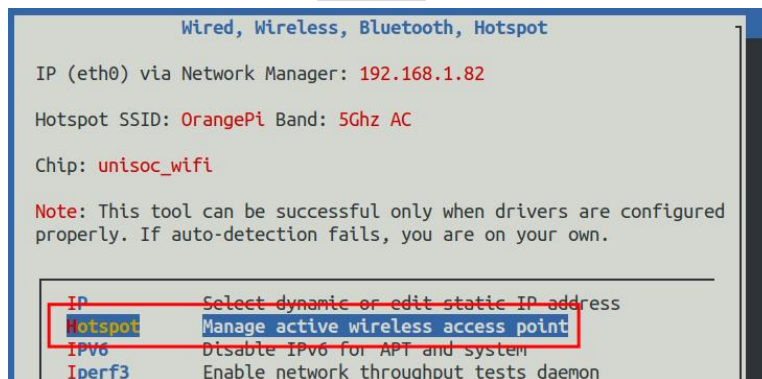 Wired, Wireless, Bluetooth, Hotspot
IP (eth0) via Network Manager: 192.168.1.82
Hotspot SSID: OrangePi Band: 5Ghz AC
Chip: unisoc_wifi
Note: This tool can be successful only when drivers are configured
properly. If auto-detection fails, you are on your own.
IP Select dynamic or edit static IP address
Hotspot Manage active wireless access point
IPV6 Disable IPv6 for APT and system
Iperf3 Enable network throughput tests daemon